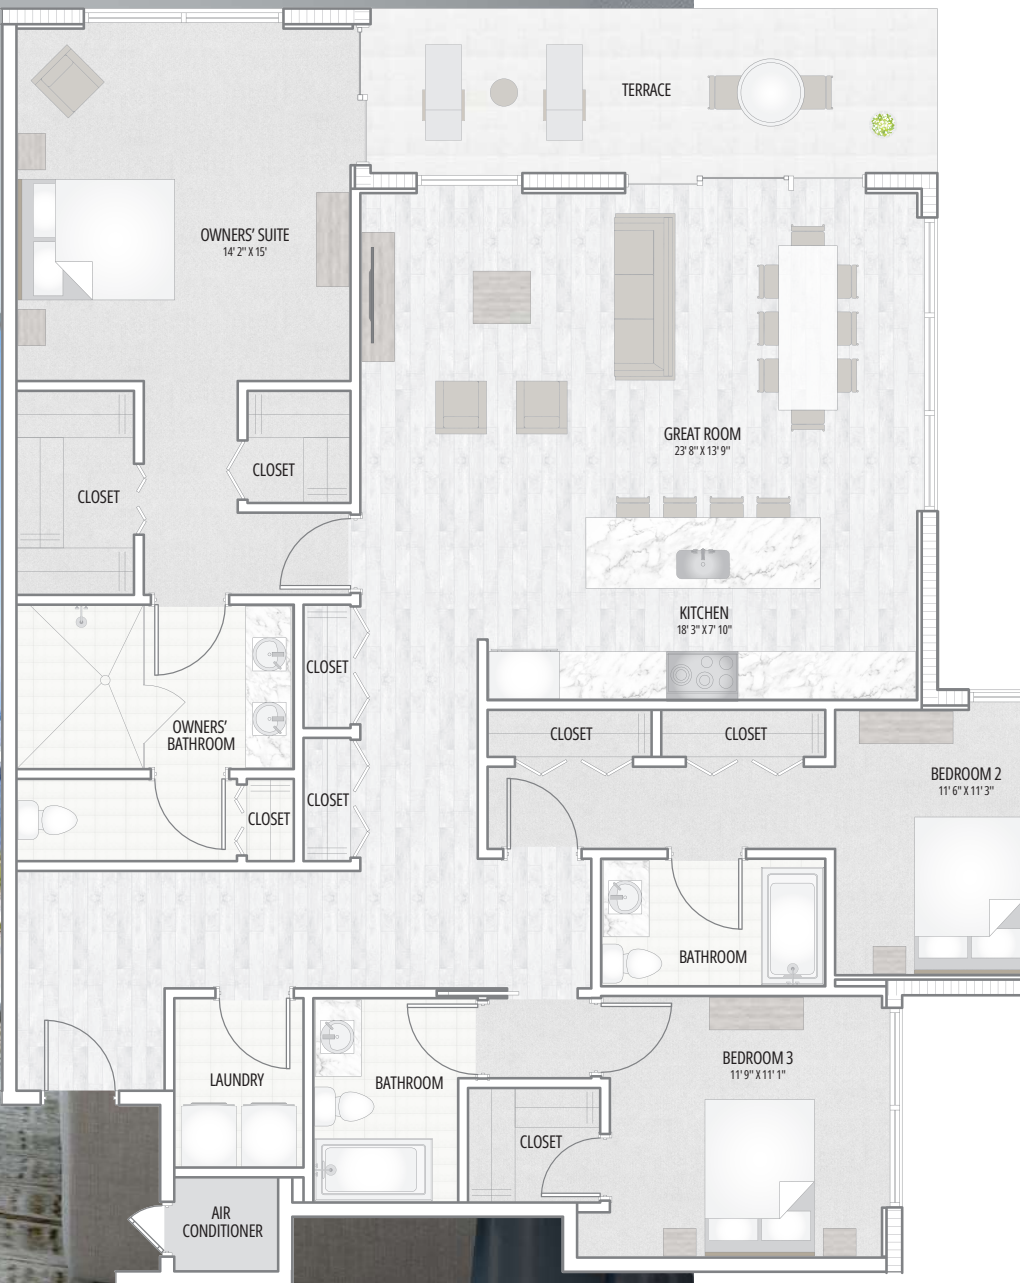 TERRACE
OWNERS' SUITE
14' 2" X 15'
GREAT ROOM
23' 8" X 13' 9"
CLOSET
CLOSET
KITCHEN
18' 3" X 7' 10"
CLOSET
OWNERS'
BATHROOM
CLOSET
CLOSET
BEDROOM 2
11' 6" X 11' 3"
CLOSET
CLOSET
BATHROOM
BEDROOM 3
11' 9" X 11' 1"
LAUNDRY
BATHROOM
CLOSET
AIR
CONDITIONER